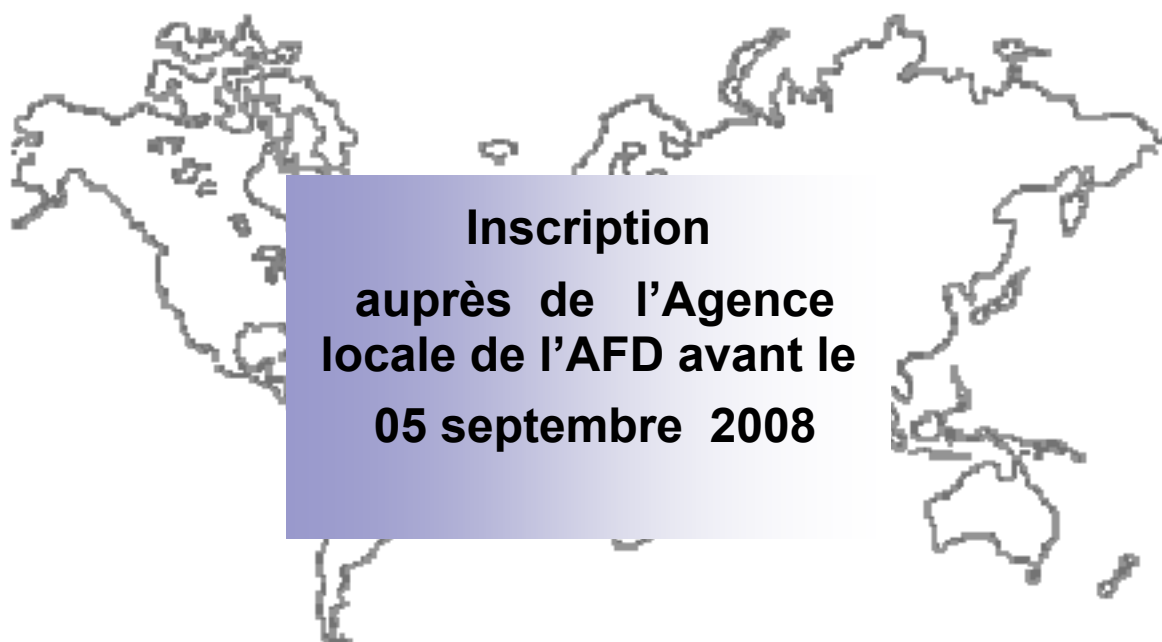 Inscription
auprès de l’Agence
locale de l’AFD avant le
05 septembre 2008